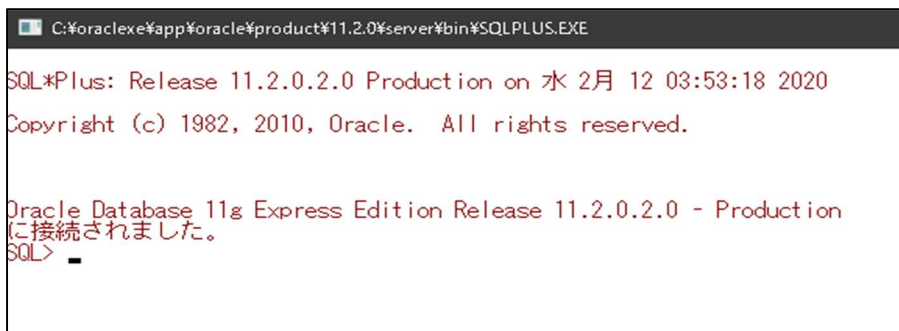 C:¥oraclexe¥app¥oracle¥product¥11.2.0¥server¥bin¥SQLPLUS.EXE
SQL*Plus: Release 11.2.0.2.0 Production on 水 2月 12 03:53:18 2020
Copyright (c) 1982, 2010, Oracle.  All rights reserved.
Oracle Database 11g Express Edition Release 11.2.0.2.0 - Production
に接続されました。
SQL>